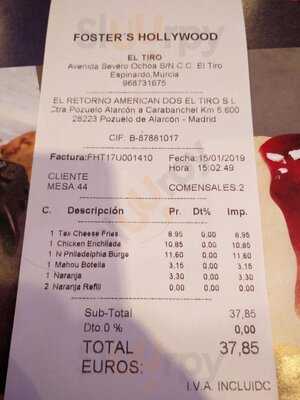 FOSTER'S HOLLYWOOD
EL TIRO
Avenida Severo Ochoa S/N C.C. El Tiro
Espinardo,Murcia
968731675
EL RETORNO AMERICAN DOS EL TIRO S L
Ctra Pozuelo Alarcón a Carabanchel Km 5.600
28223 Pozuelo de Alarcón - Madrid
CIF: B-87881017
Factura:FHT17U001410 Fecha:15/01/2019
Hora: 15:02:49
CLIENTE
MESA:44 COMENSALES:2
C. Descripción Pr. Dt% Imp.
1 Tax Cheese Fries 8,95 0,00 8,95
1 Chicken Enchilada 10,85 0,00 10,85
1 N Philadelphia Burge 11,60 0,00 11,60
1 Mahou Botella 3,15 0,00 3,15
1 Naranja 3,30 0,00 3,30
2 Naranja Refill 0,00 0,00
Sub-Total 37,85
Dto.0 % 0,00
TOTAL 37,85
EUROS:
I.V.A. INCLUIDO
Sluurpy